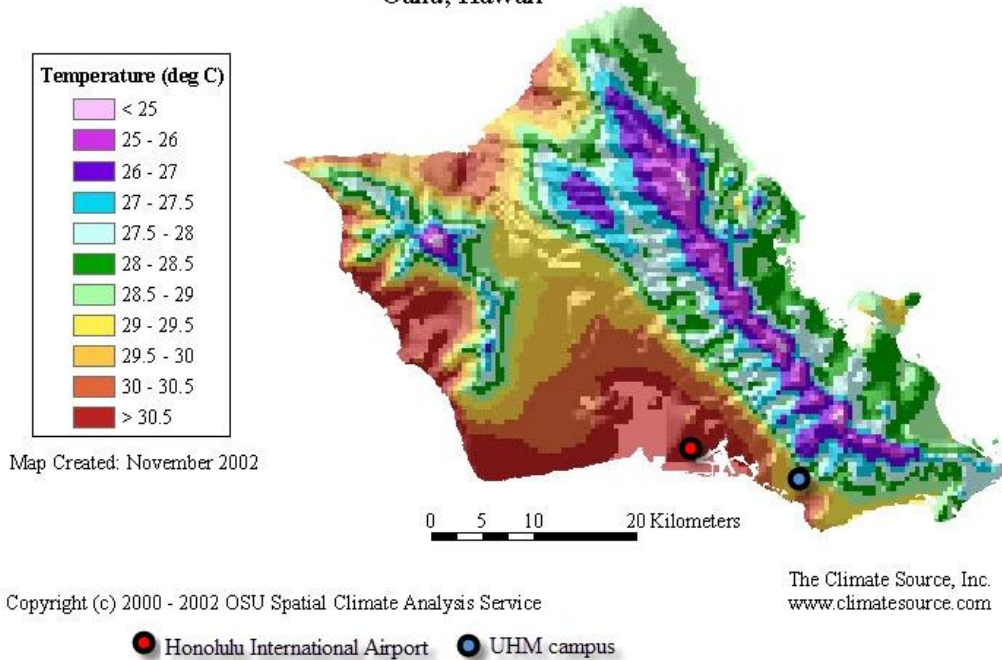 Oahu, Hawaii
Temperature (deg C)
< 25
25 - 26
26 - 27
27 - 27.5
27.5 - 28
28 - 28.5
28.5 - 29
29 - 29.5
29.5 - 30
30 - 30.5
> 30.5
Map Created: November 2002
0 5 10 20 Kilometers
The Climate Source, Inc.
www.climatesource.com
Copyright (c) 2000 - 2002 OSU Spatial Climate Analysis Service
Honolulu International Airport UHM campus